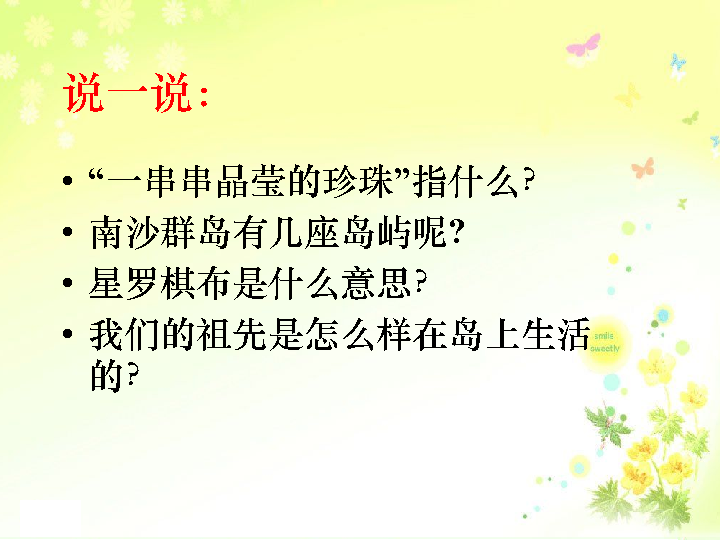 说一说：
• “一串串晶莹的珍珠”指什么？
• 南沙群岛有几座岛屿呢？
• 星罗棋布是什么意思？
• 我们的祖先是怎么样在岛上生活
的？
smile
sweetly